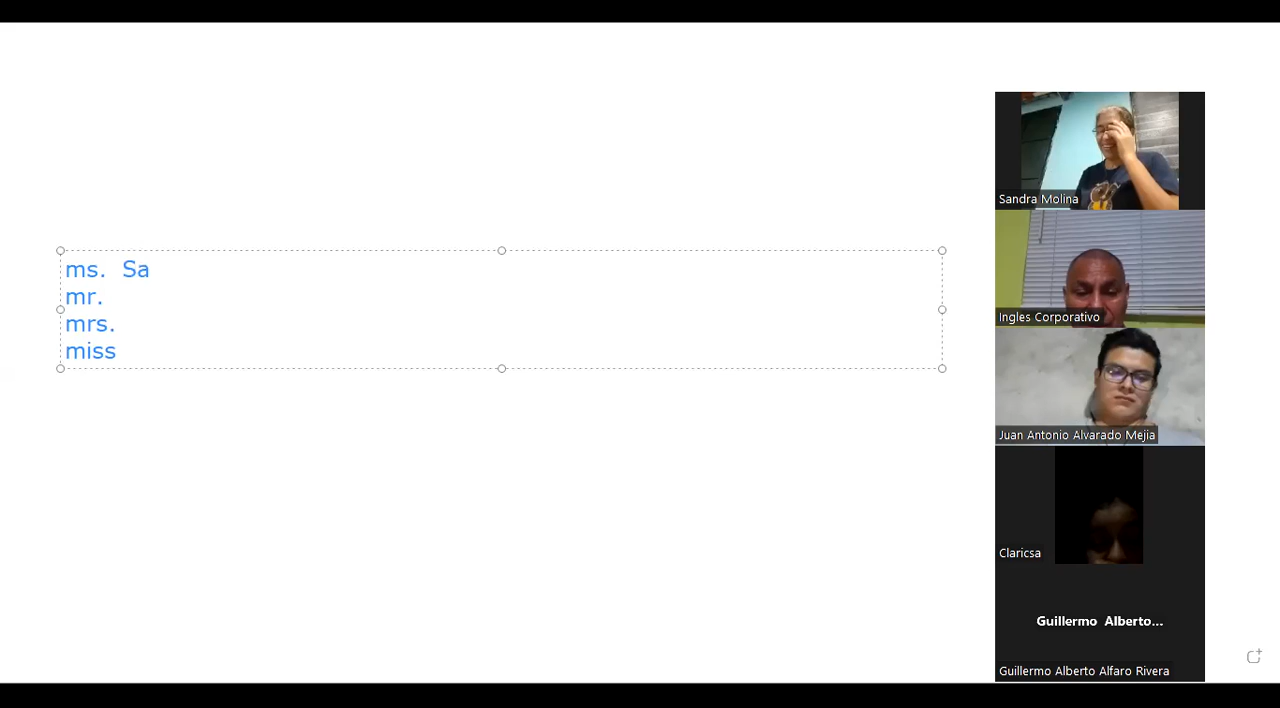 ms. Sa
mr.
mrs.
miss
Sandra Molina
Ingles Corporativo
Juan Antonio Alvarado Mejia
Claricsa
Guillermo Alberto...
Guillermo Alberto Alfaro Rivera